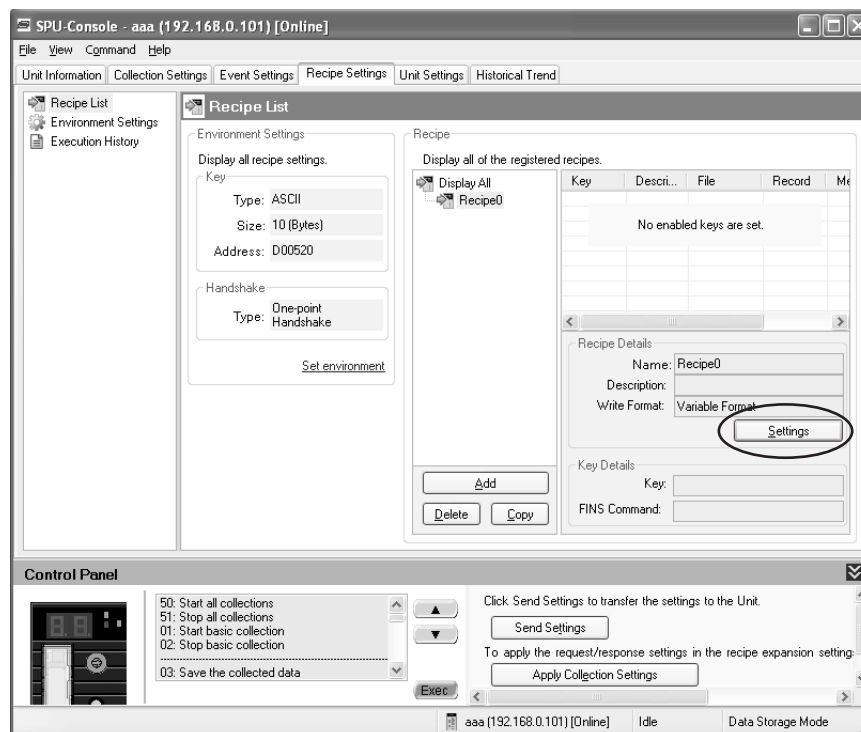 SPU-Console - aaa (192.168.0.101) [Online]
File View Command Help
Unit Information Collection Settings Event Settings Recipe Settings Unit Settings Historical Trend
Recipe List
Environment Settings
Execution History
Recipe List
Environment Settings
Display all recipe settings.
Key
Type: ASCII
Size: 10 (Bytes)
Address: D00520
Handshake
Type: One-point
Handshake
Set environment
Recipe
Display all of the registered recipes.
Display All
Recipe0
Add
Delete Copy
Key Descri... File Record Me
No enabled keys are set.
Recipe Details
Name: Recipe0
Description:
Write Format: Variable Format
Settings
Key Details
Key:
FINS Command:
Control Panel
8.8.
50: Start all collections
51: Stop all collections
01: Start basic collection
02: Stop basic collection
03: Save the collected data
Exec
Click Send Settings to transfer the settings to the Unit.
Send Settings
To apply the request/response settings in the recipe expansion setting
Apply Collection Settings
aaa (192.168.0.101) [Online] Idle Data Storage Mode